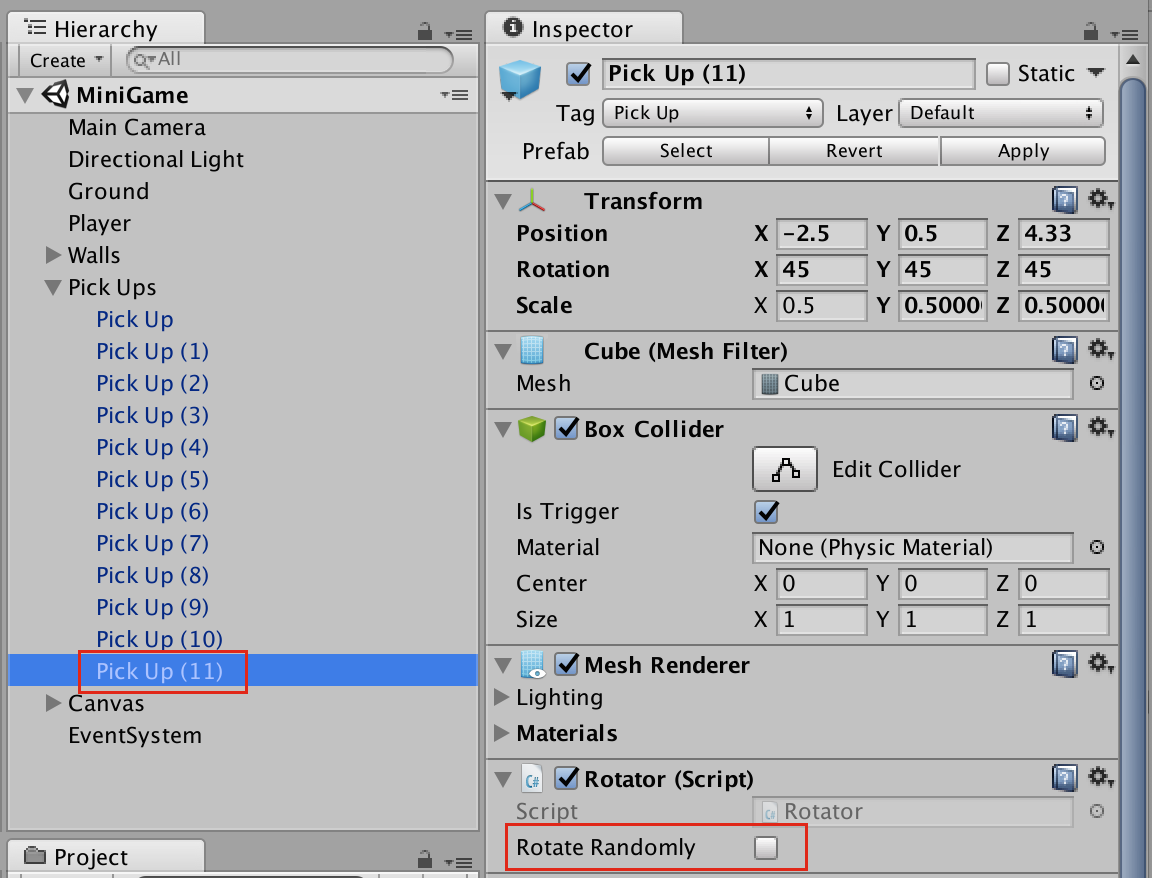 Hierarchy
Create All
MiniGame
Main Camera
Directional Light
Ground
Player
Walls
Pick Ups
Pick Up
Pick Up (1)
Pick Up (2)
Pick Up (3)
Pick Up (4)
Pick Up (5)
Pick Up (6)
Pick Up (7)
Pick Up (8)
Pick Up (9)
Pick Up (10)
Pick Up (11)
Canvas
EventSystem
Project
Inspector
Pick Up (11) Static
Tag Pick Up Layer Default
Prefab Select Revert Apply
Transform
Position X -2.5 Y 0.5 Z 4.33
Rotation X 45 Y 45 Z 45
Scale X 0.5 Y 0.5000 Z 0.5000
Cube (Mesh Filter)
Mesh Cube
Box Collider
Edit Collider
Is Trigger
Material None (Physic Material)
Center X 0 Y 0 Z 0
Size X 1 Y 1 Z 1
Mesh Renderer
Lighting
Materials
C# Rotator (Script)
Script Rotator
Rotate Randomly